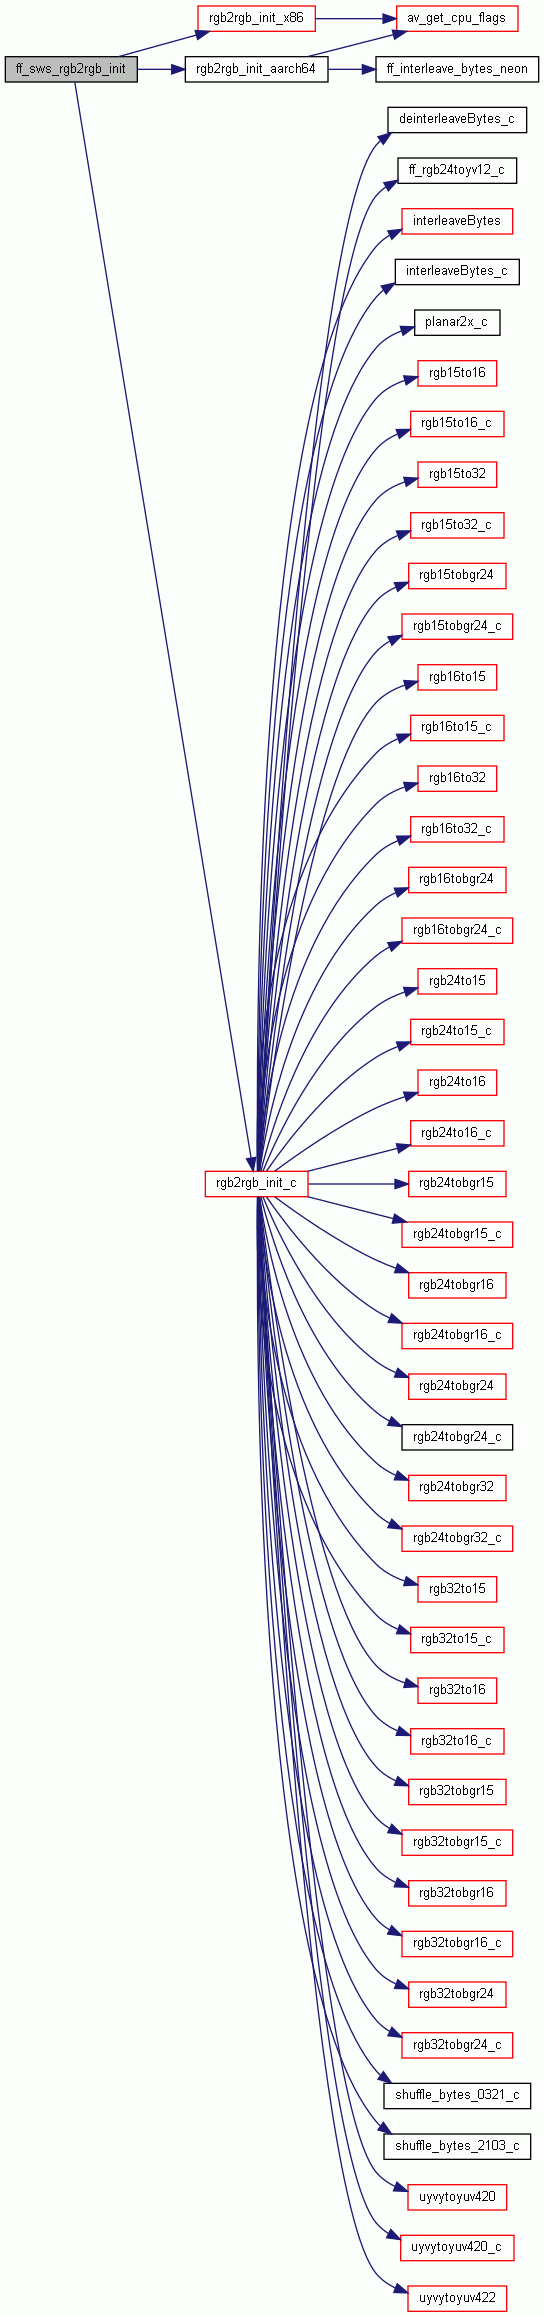 rgb2rgb_init_x86
av_get_cpu_flags
ff_sws_rgb2rgb_init
rgb2rgb_init_aarch64
ff_interleave_bytes_neon
deinterleaveBytes_c
ff_rgb24toyv12_c
interleaveBytes
interleaveBytes_c
planar2x_c
rgb15to16
rgb15to16_c
rgb15to32
rgb15to32_c
rgb15tobgr24
rgb15tobgr24_c
rgb16to15
rgb16to15_c
rgb16to32
rgb16to32_c
rgb16tobgr24
rgb16tobgr24_c
rgb24to15
rgb24to15_c
rgb24to16
rgb24to16_c
rgb2rgb_init_c
rgb24tobgr15
rgb24tobgr15_c
rgb24tobgr16
rgb24tobgr16_c
rgb24tobgr24
rgb24tobgr24_c
rgb24tobgr32
rgb24tobgr32_c
rgb32to15
rgb32to15_c
rgb32to16
rgb32to16_c
rgb32tobgr15
rgb32tobgr15_c
rgb32tobgr16
rgb32tobgr16_c
rgb32tobgr24
rgb32tobgr24_c
shuffle_bytes_0321_c
shuffle_bytes_2103_c
uyvytoyuv420
uyvytoyuv420_c
uyvytoyuv422